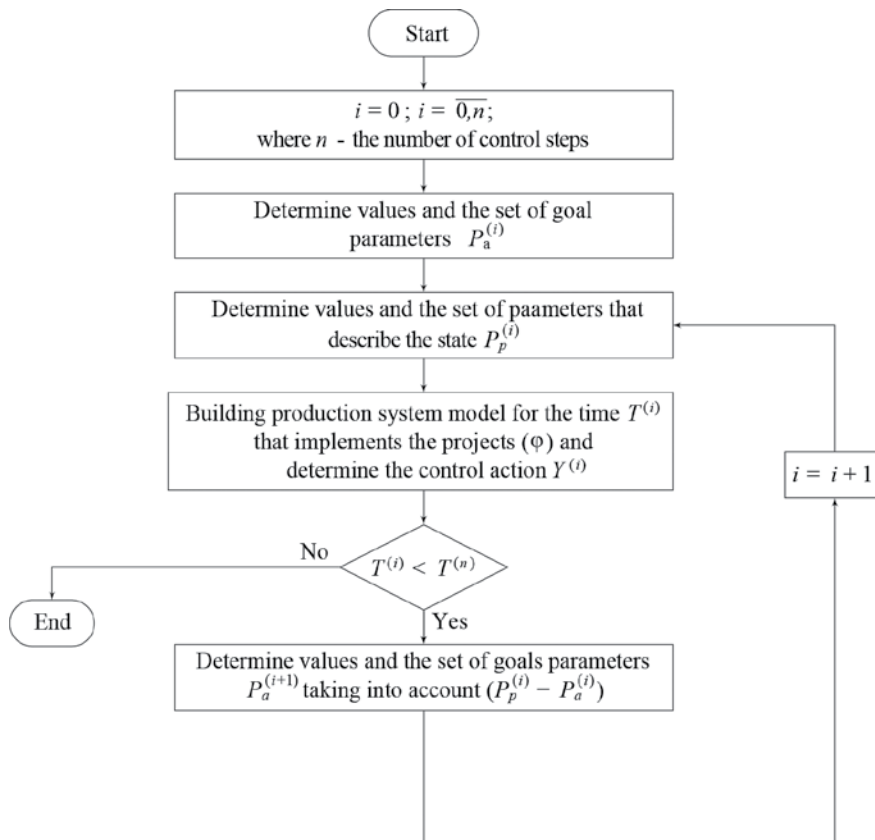 Start
i = 0 ; i = \overline{0,n};
where n - the number of control steps
Determine values and the set of goal
parameters P_a^{(i)}
Determine values and the set of paameters that
describe the state P_p^{(i)}
Building production system model for the time T^{(i)}
that implements the projects (φ) and
determine the control action Y^{(i)}
i = i + 1
No
T^{(i)} < T^{(n)}
End
Yes
Determine values and the set of goals parameters
P_a^{(i+1)} taking into account (P_p^{(i)} − P_a^{(i)})